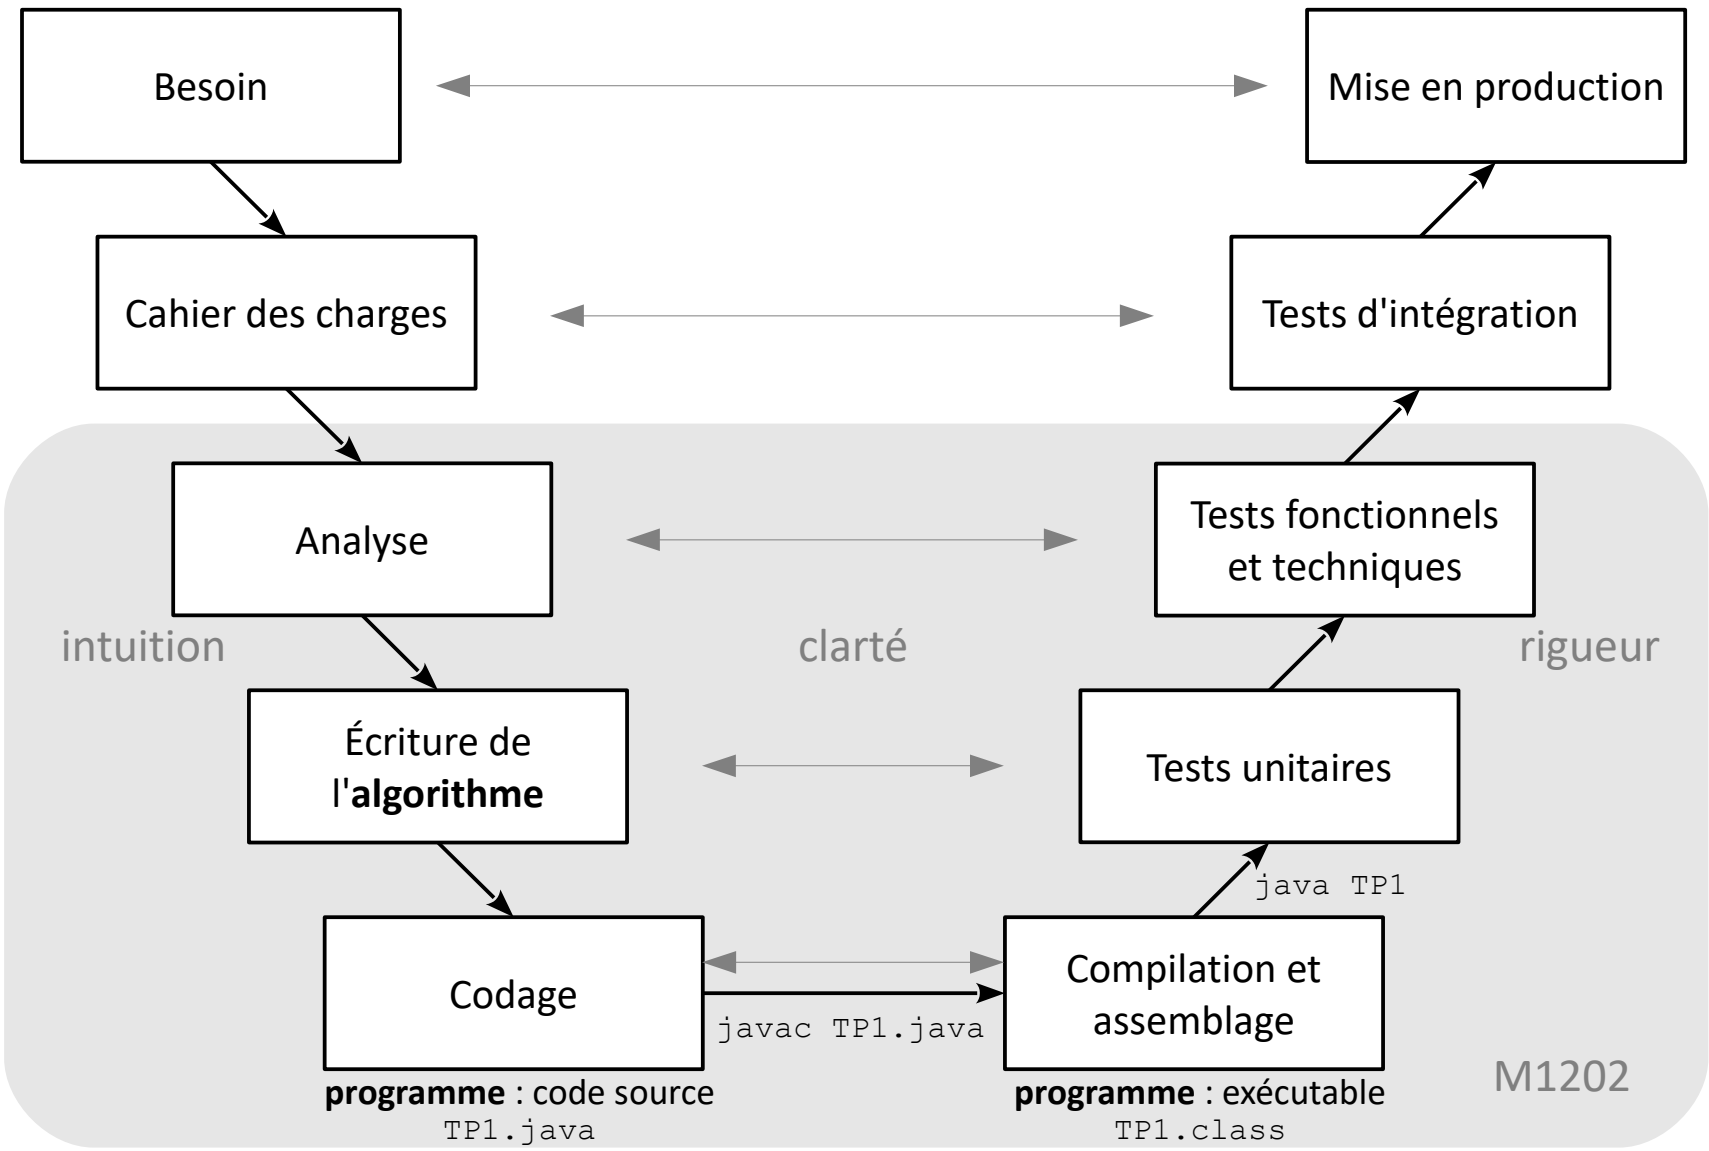 Besoin
Mise en production
Cahier des charges
Tests d'intégration
Analyse
Tests fonctionnels
et techniques
intuition
clarté
rigueur
Écriture de
l'algorithme
Tests unitaires
java TP1
Codage
Compilation et
assemblage
javac TP1.java
M1202
programme : code source
TP1.java
programme : exécutable
TP1.class